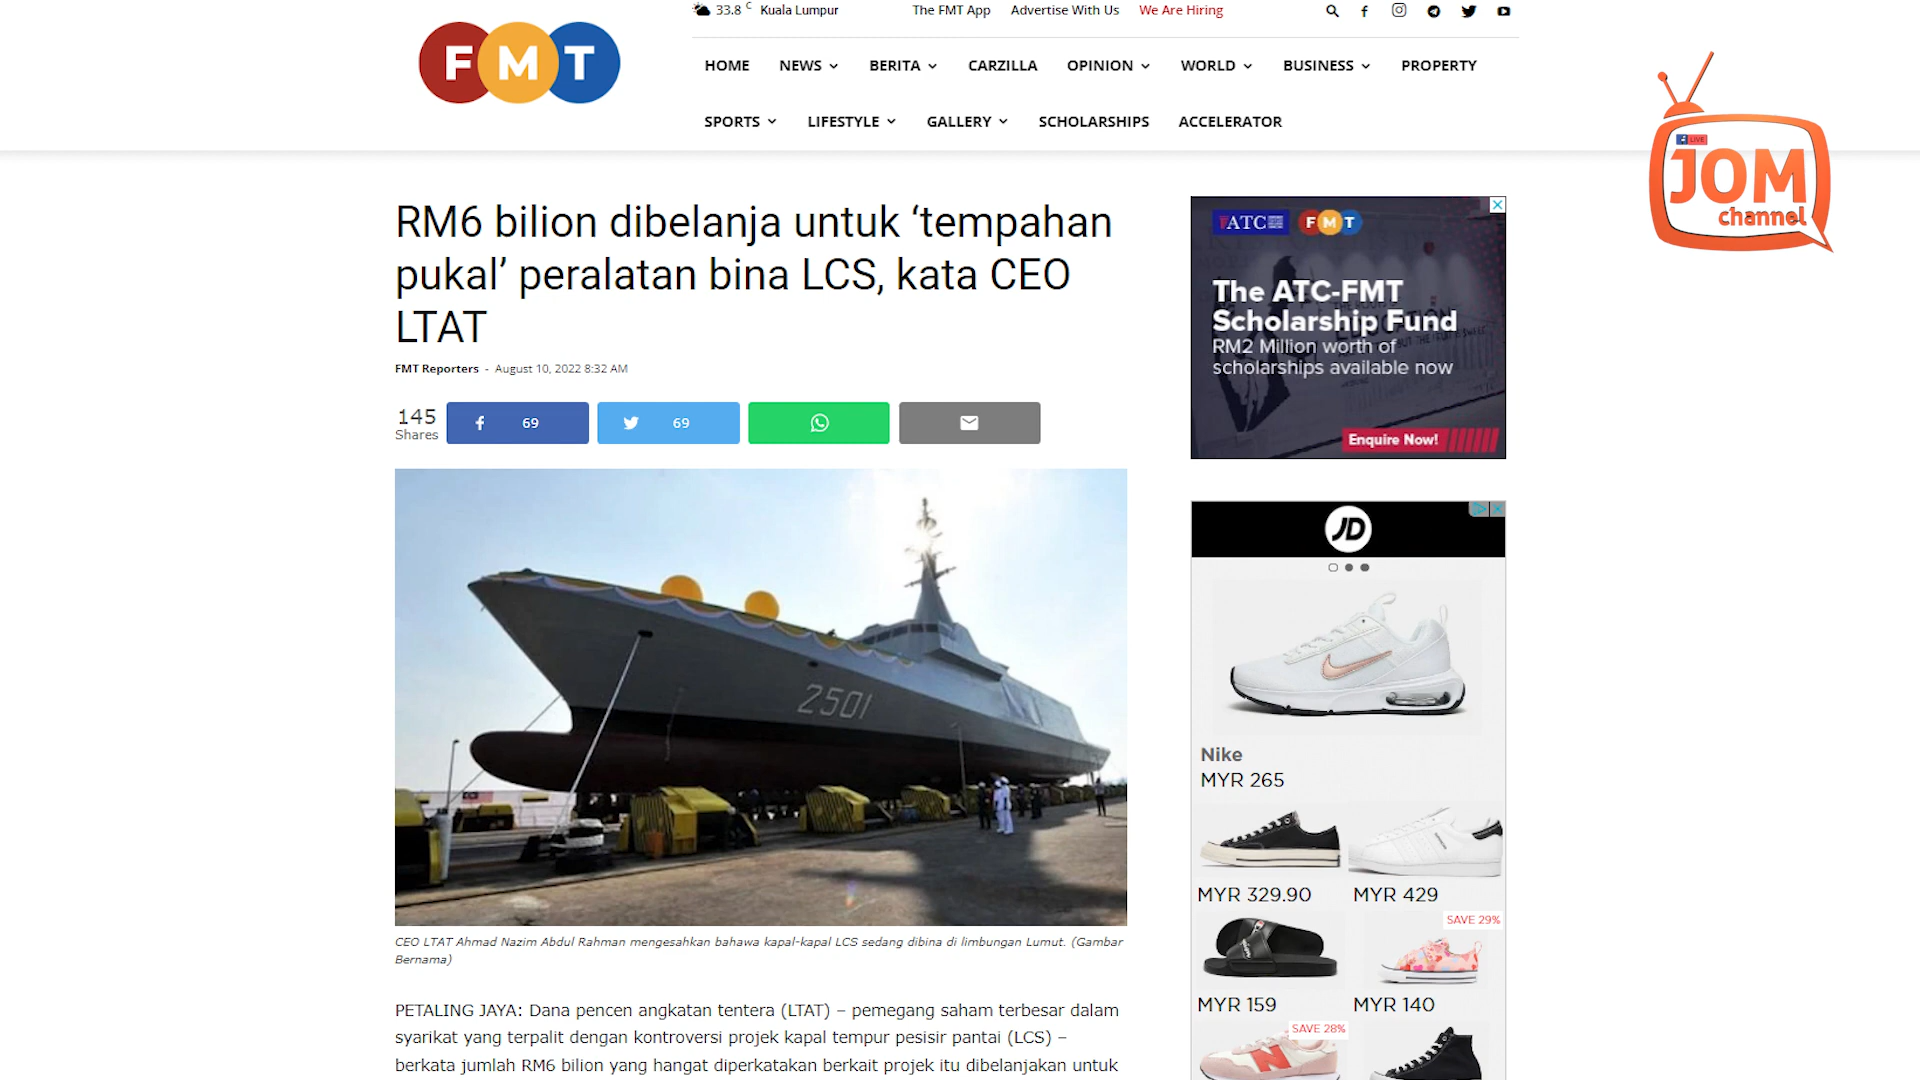 33.8 C Kuala Lumpur
The FMT App Advertise With Us We Are Hiring
FMT
HOME NEWS BERITA CARZILLA OPINION WORLD BUSINESS PROPERTY
SPORTS LIFESTYLE GALLERY SCHOLARSHIPS ACCELERATOR
LIVE
JOM
channel
RM6 bilion dibelanja untuk ‘tempahan
pukal’ peralatan bina LCS, kata CEO
LTAT
FMT Reporters - August 10, 2022 8:32 AM
145
Shares
69
69
2501
CEO LTAT Ahmad Nazim Abdul Rahman mengesahkan bahawa kapal-kapal LCS sedang dibina di limbungan Lumut. (Gambar
Bernama)
PETALING JAYA: Dana pencen angkatan tentera (LTAT) – pemegang saham terbesar dalam
syarikat yang terpalit dengan kontroversi projek kapal tempur pesisir pantai (LCS) –
berkata jumlah RM6 bilion yang hangat diperkatakan berkait projek itu dibelanjakan untuk
ATC FMT
The ATC-FMT
Scholarship Fund
RM2 Million worth of
scholarships available now
Enquire Now!
JD
Nike
MYR 265
MYR 329.90 MYR 429
SAVE 29%
MYR 159 MYR 140
SAVE 28%